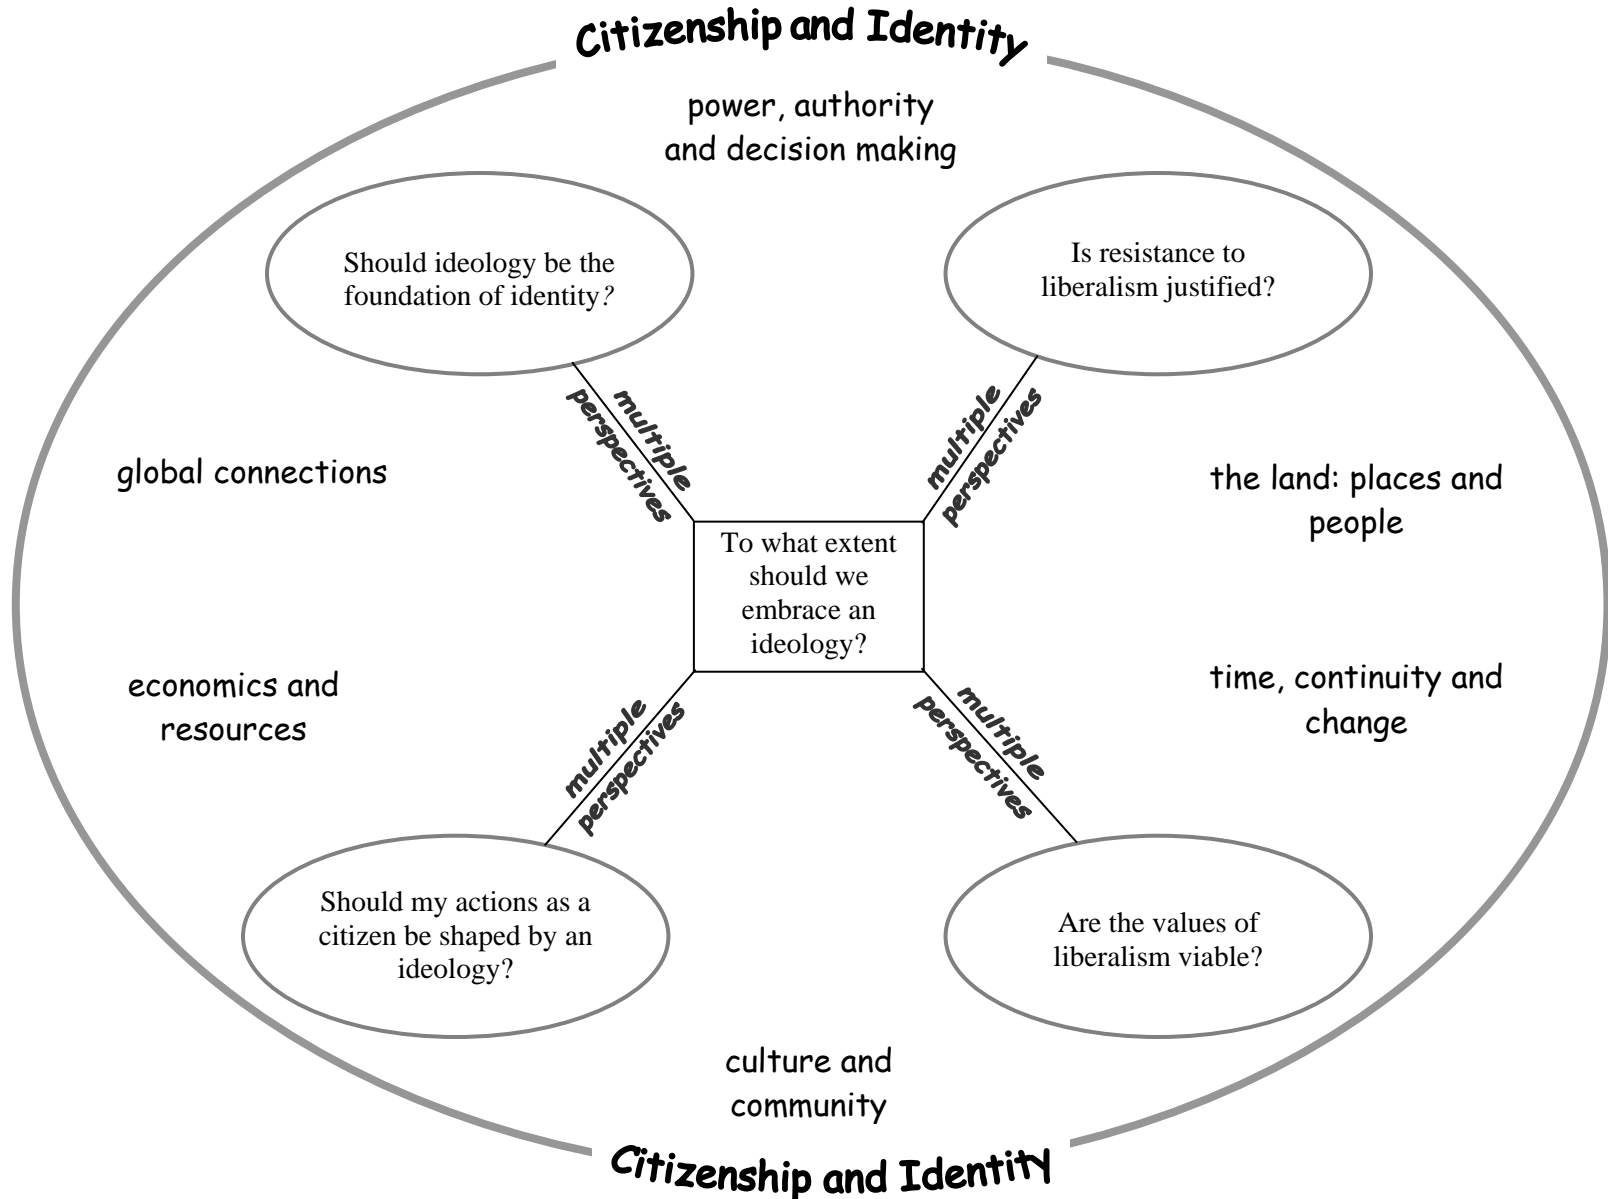 Citizenship and Identity
power, authority
and decision making
Should ideology be the
foundation of identity?
Is resistance to
liberalism justified?
multiple
perspectives
multiple
perspectives
global connections
the land: places and
people
To what extent
should we
embrace an
ideology?
economics and
resources
time, continuity and
change
multiple
perspectives
multiple
perspectives
Should my actions as a
citizen be shaped by an
ideology?
Are the values of
liberalism viable?
culture and
community
Citizenship and Identity